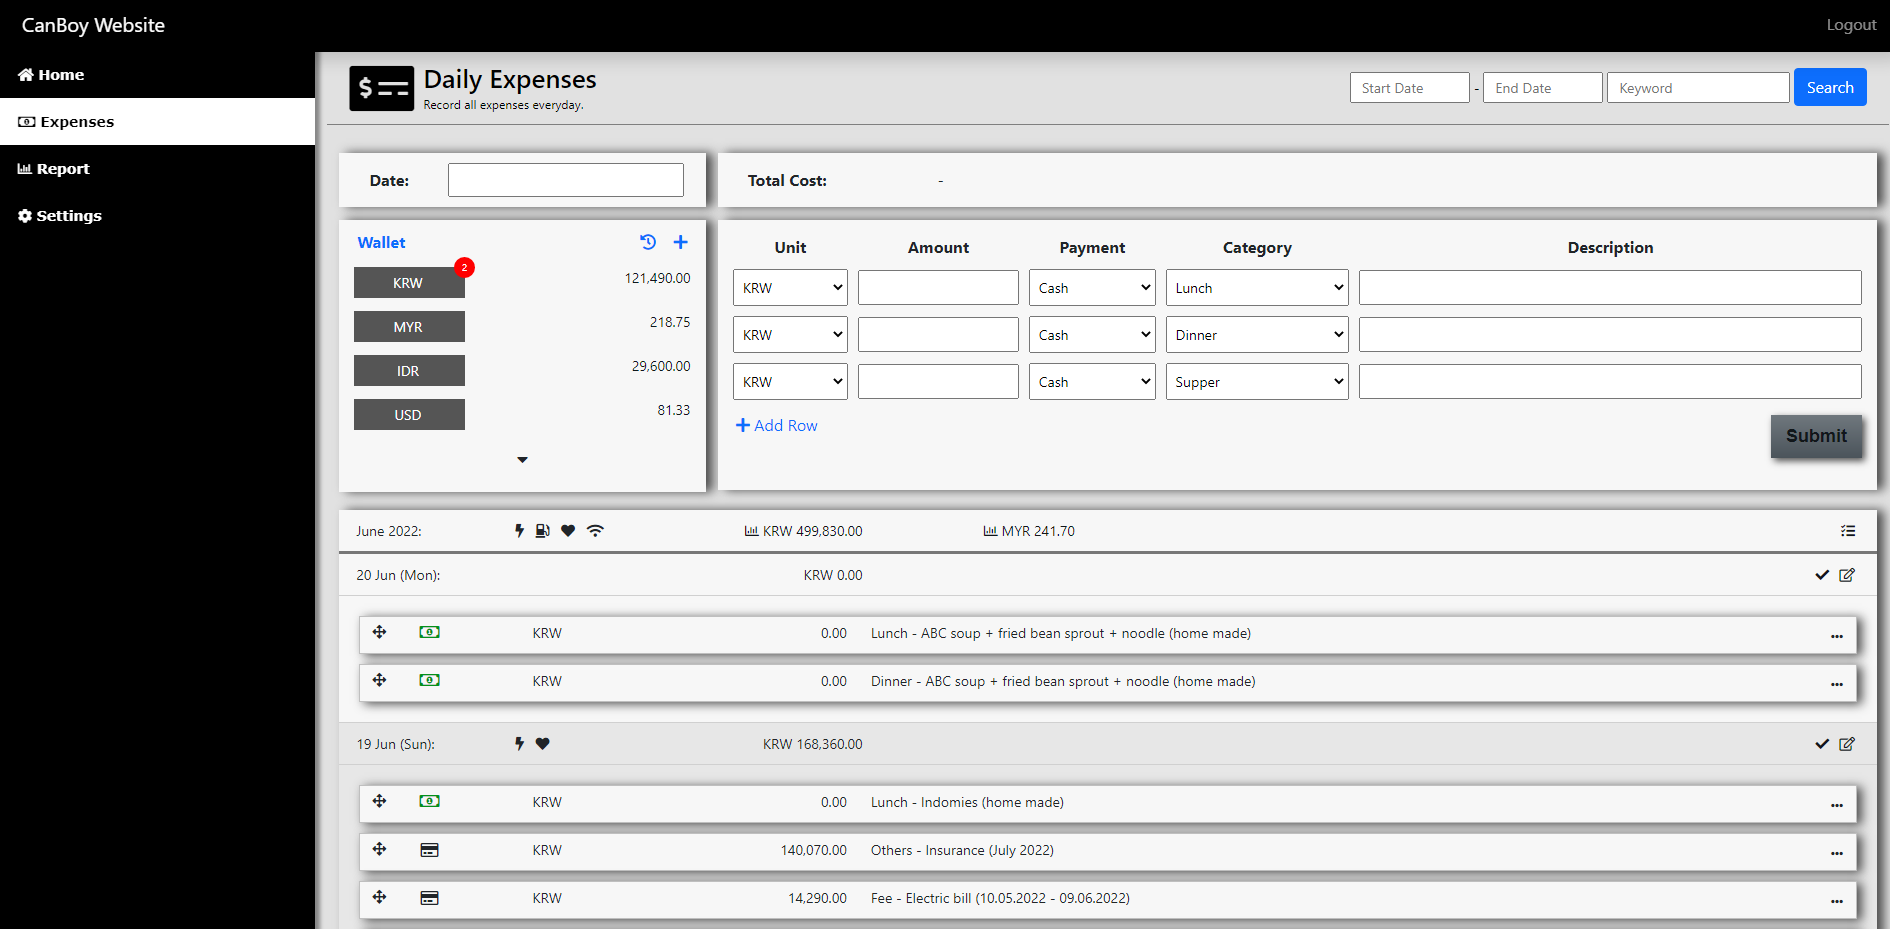 CanBoy Website
Logout
Home
Expenses
Report
Settings
Daily Expenses
Record all expenses everyday.
Start Date - End Date Keyword Search
Date:
Total Cost: -
Wallet
KRW 2 121,490.00
MYR 218.75
IDR 29,600.00
USD 81.33
Unit Amount Payment Category Description
KRW Cash Lunch
KRW Cash Dinner
KRW Cash Supper
Add Row
Submit
June 2022: KRW 499,830.00 MYR 241.70
20 Jun (Mon): KRW 0.00
KRW 0.00 Lunch - ABC soup + fried bean sprout + noodle (home made)
KRW 0.00 Dinner - ABC soup + fried bean sprout + noodle (home made)
19 Jun (Sun): KRW 168,360.00
KRW 0.00 Lunch - Indomies (home made)
KRW 140,070.00 Others - Insurance (July 2022)
KRW 14,290.00 Fee - Electric bill (10.05.2022 - 09.06.2022)